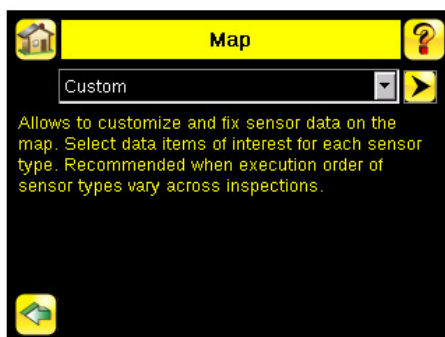 Map
Custom
Allows to customize and fix sensor data on the
map. Select data items of interest for each sensor
type. Recommended when execution order of
sensor types vary across inspections.